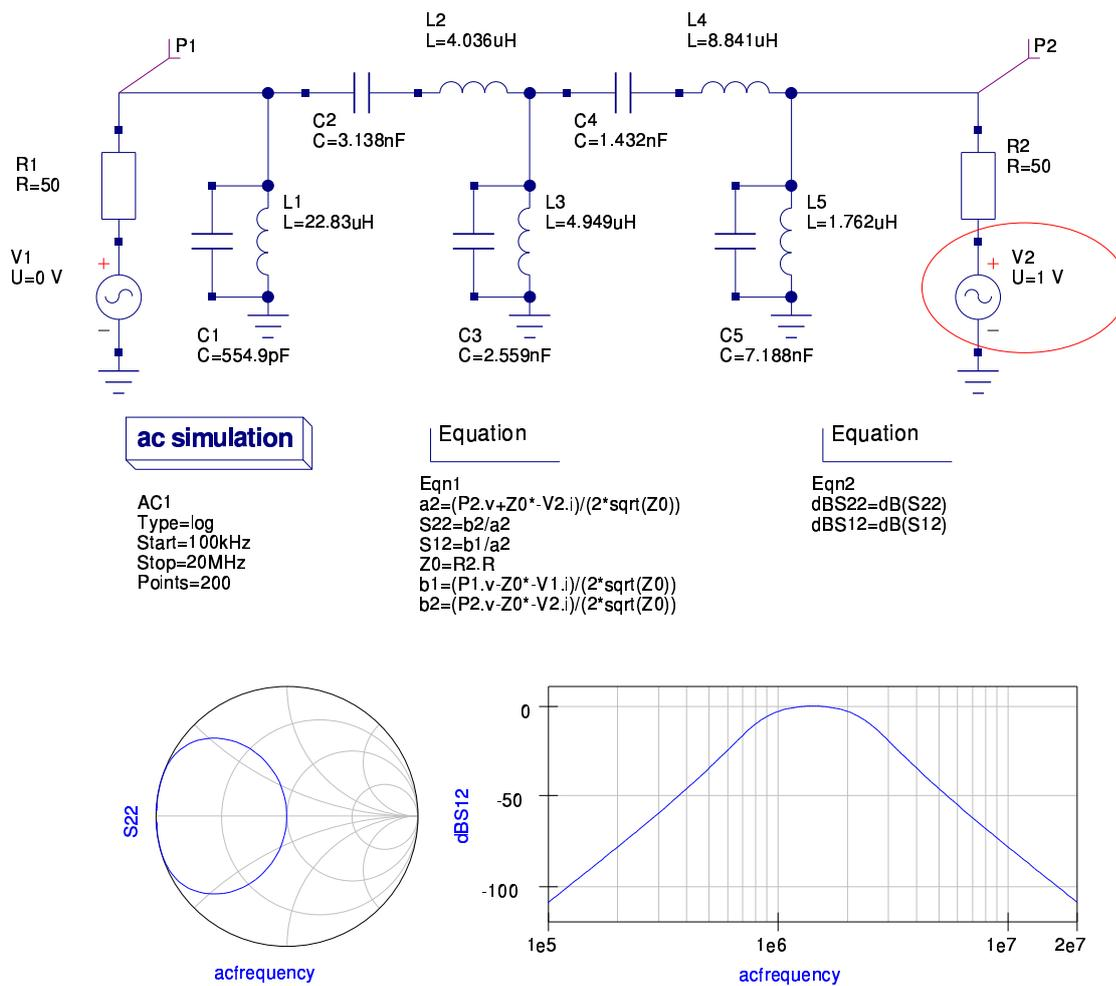 P1
L2
L=4.036uH
L4
L=8.841uH
P2
C2
C=3.138nF
C4
C=1.432nF
R1
R=50
R2
R=50
L1
L=22.83uH
L3
L=4.949uH
L5
L=1.762uH
V1
U=0 V
+
V2
U=1 V
+
C1
C=554.9pF
C3
C=2.559nF
C5
C=7.188nF
ac simulation
AC1
Type=log
Start=100kHz
Stop=20MHz
Points=200
Equation
Eqn1
a2=(P2.v+Z0*-V2.i)/(2*sqrt(Z0))
S22=b2/a2
S12=b1/a2
Z0=R2.R
b1=(P1.v-Z0*-V1.i)/(2*sqrt(Z0))
b2=(P2.v-Z0*-V2.i)/(2*sqrt(Z0))
Equation
Eqn2
dBS22=dB(S22)
dBS12=dB(S12)
S22
acfrequency
dBS12
0
-50
-100
1e5
1e6
1e7
2e7
acfrequency